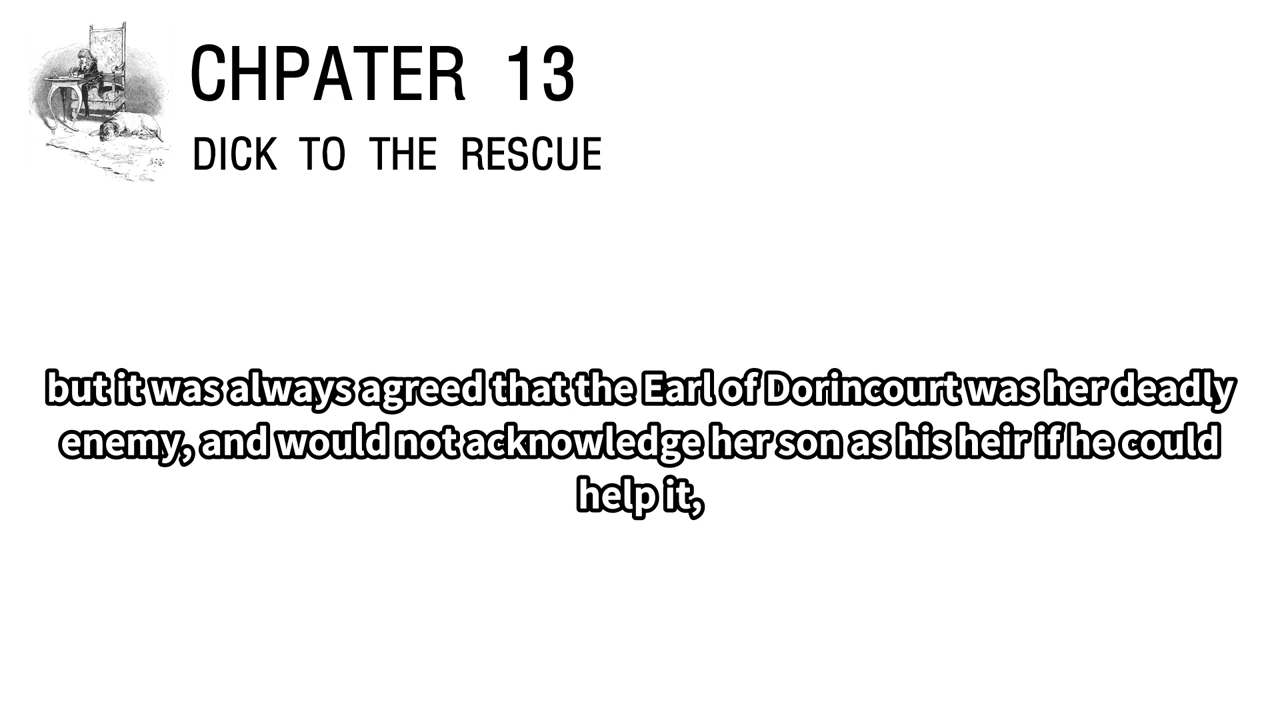 CHPATER 13
DICK TO THE RESCUE
but it was always agreed that the Earl of Dorincourt was her deadly
enemy, and would not acknowledge her son as his heir if he could
help it,